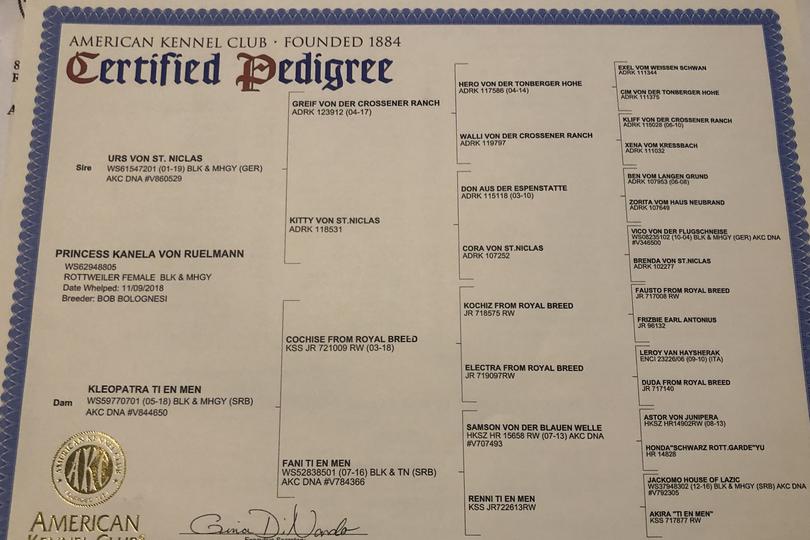 AMERICAN KENNEL CLUB · FOUNDED 1884
Certified Pedigree
Sire
URS VON ST. NICLAS
WS61547201 (01-19) BLK & MHGY (GER)
AKC DNA #V860529
PRINCESS KANELA VON RUELMANN
WS62948805
ROTTWEILER FEMALE BLK & MHGY
Date Whelped: 11/09/2018
Breeder: BOB BOLOGNESI
Dam
KLEOPATRA TI EN MEN
WS59770701 (05-18) BLK & MHGY (SRB)
AKC DNA #V844650
GREIF VON DER CROSSENER RANCH
ADRK 123912 (04-17)
KITTY VON ST.NICLAS
ADRK 118531
COCHISE FROM ROYAL BREED
KSS JR 721009 RW (03-18)
FANI TI EN MEN
WS52838501 (07-16) BLK & TN (SRB)
AKC DNA #V784366
HERO VON DER TONBERGER HOHE
ADRK 117586 (04-14)
WALLI VON DER CROSSENER RANCH
ADRK 119797
DON AUS DER ESPENSTATTE
ADRK 115118 (03-10)
CORA VON ST.NICLAS
ADRK 107252
KOCHIZ FROM ROYAL BREED
JR 718575 RW
ELECTRA FROM ROYAL BREED
JR 719097RW
SAMSON VON DER BLAUEN WELLE
HKSZ HR 15658 RW (07-13) AKC DNA
#V707493
RENNI TI EN MEN
KSS JR722613RW
EXEL VOM WEISSEN SCHWAN
ADRK 111344
CIM VON DER TONBERGER HOHE
ADRK 111375
KLIFF VON DER CROSSENER RANCH
ADRK 115028 (06-10)
XENA VOM KRESSBACH
ADRK 111032
BEN VOM LANGEN GRUND
ADRK 107953 (06-08)
ZORITA VOM HAUS NEUBRAND
ADRK 107649
VICO VON DER FLUGSCHNEISE
WS08235102 (10-04) BLK & MHGY (GER) AKC DNA
#V346500
BRENDA VON ST.NICLAS
ADRK 102277
FAUSTO FROM ROYAL BREED
JR 717008 RW
FRIZBIE EARL ANTONIUS
JR 96132
LEROY VAN HAYSHERAK
ENCI 23226/06 (09-10) (ITA)
DUDA FROM ROYAL BREED
JR 717140
ASTOR VON JUNIPERA
HKSZ HR14902RW (08-13)
HONDA"SCHWARZ ROTT.GARDE"YU
HR 14828
JACKOMO HOUSE OF LAZIC
WS37948302 (12-16) BLK & MHGY (SRB) AKC DNA
#V792305
AKIRA "TI EN MEN"
KSS 717877 RW
AMERICAN KENNEL CLUB
AKC
AMERICAN
KENNEL CLUB®
Gina DiNardo
Executive Secretary